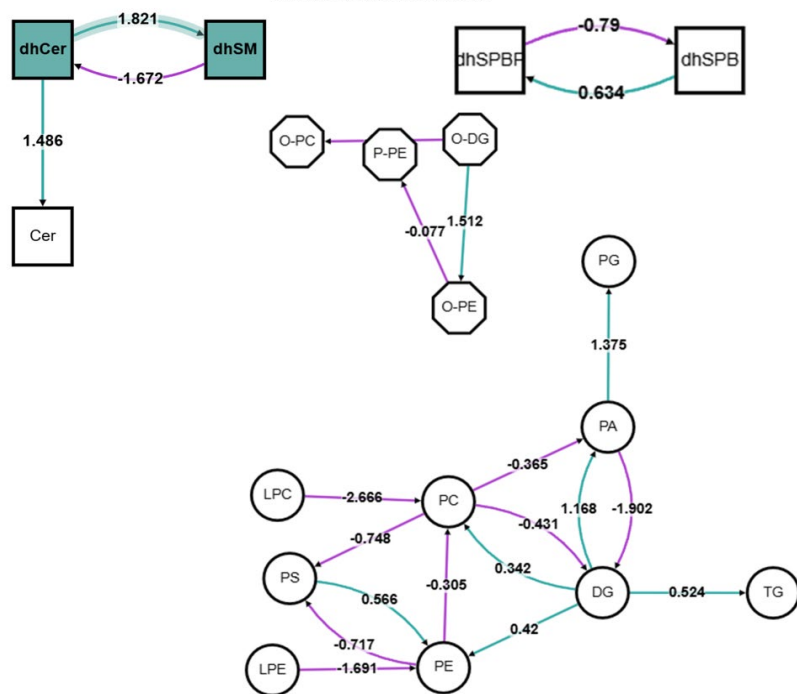 dhCer
1.821
dhSM
-1.672
1.486
Cer
-0.79
dhSPBP
dhSPB
0.634
O-PC
P-PE
O-DG
-0.077
1.512
O-PE
PG
1.375
PA
-0.365
LPC
-2.666
PC
1.168
-1.902
-0.431
-0.748
PS
0.566
-0.305
0.342
DG
0.524
TG
0.42
-0.717
LPE
-1.691
PE